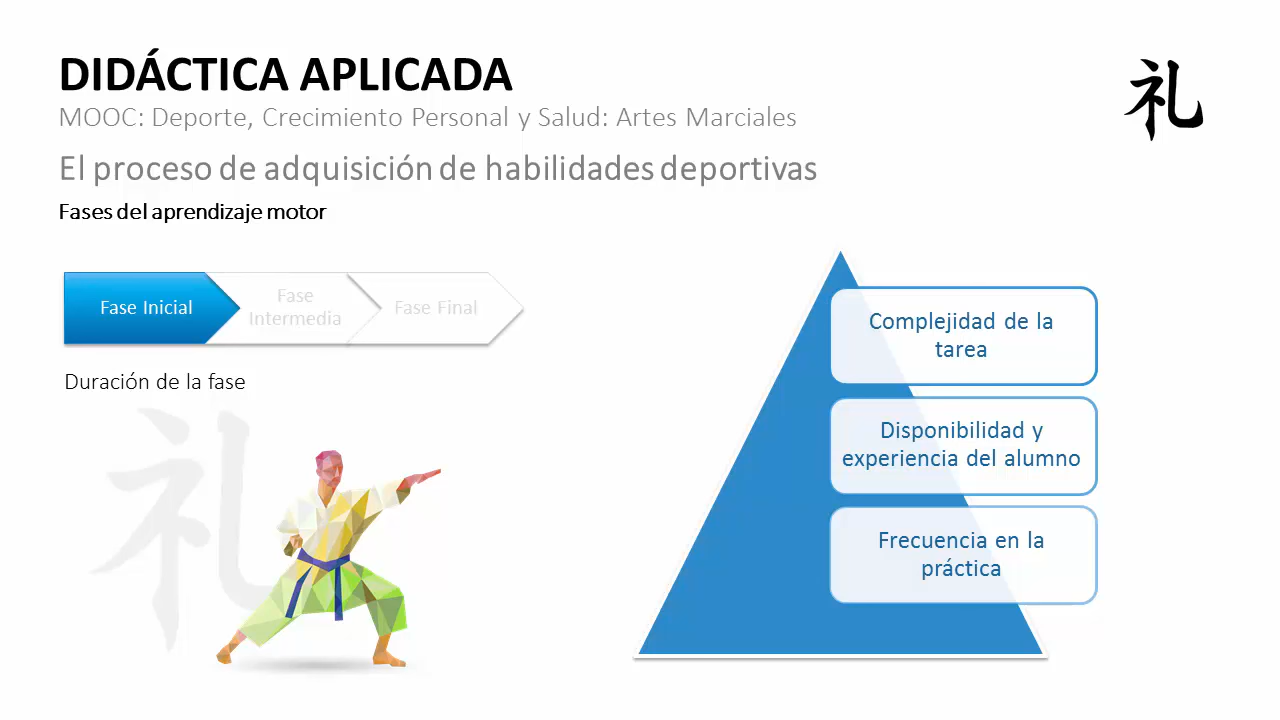 DIDÁCTICA APLICADA
礼
MOOC: Deporte, Crecimiento Personal y Salud: Artes Marciales
El proceso de adquisición de habilidades deportivas
Fases del aprendizaje motor
Fase Inicial
Fase
Intermedia
Fase Final
Duración de la fase
礼
Complejidad de la
tarea
Disponibilidad y
experiencia del alumno
Frecuencia en la
práctica